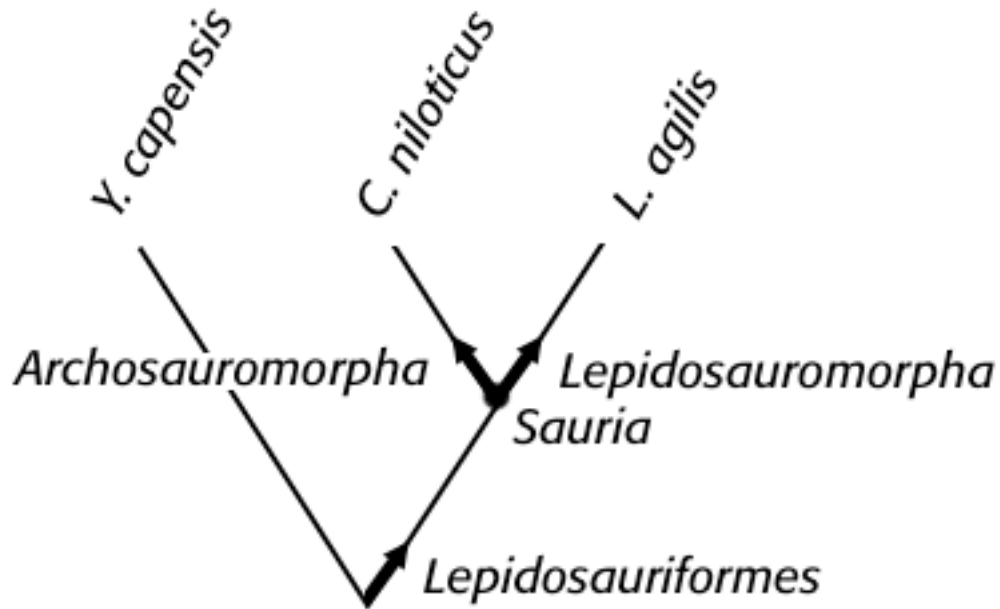 Y. capensis
C. niloticus
L. agilis
Archosauromorpha
Lepidosauromorpha
Sauria
Lepidosauriformes